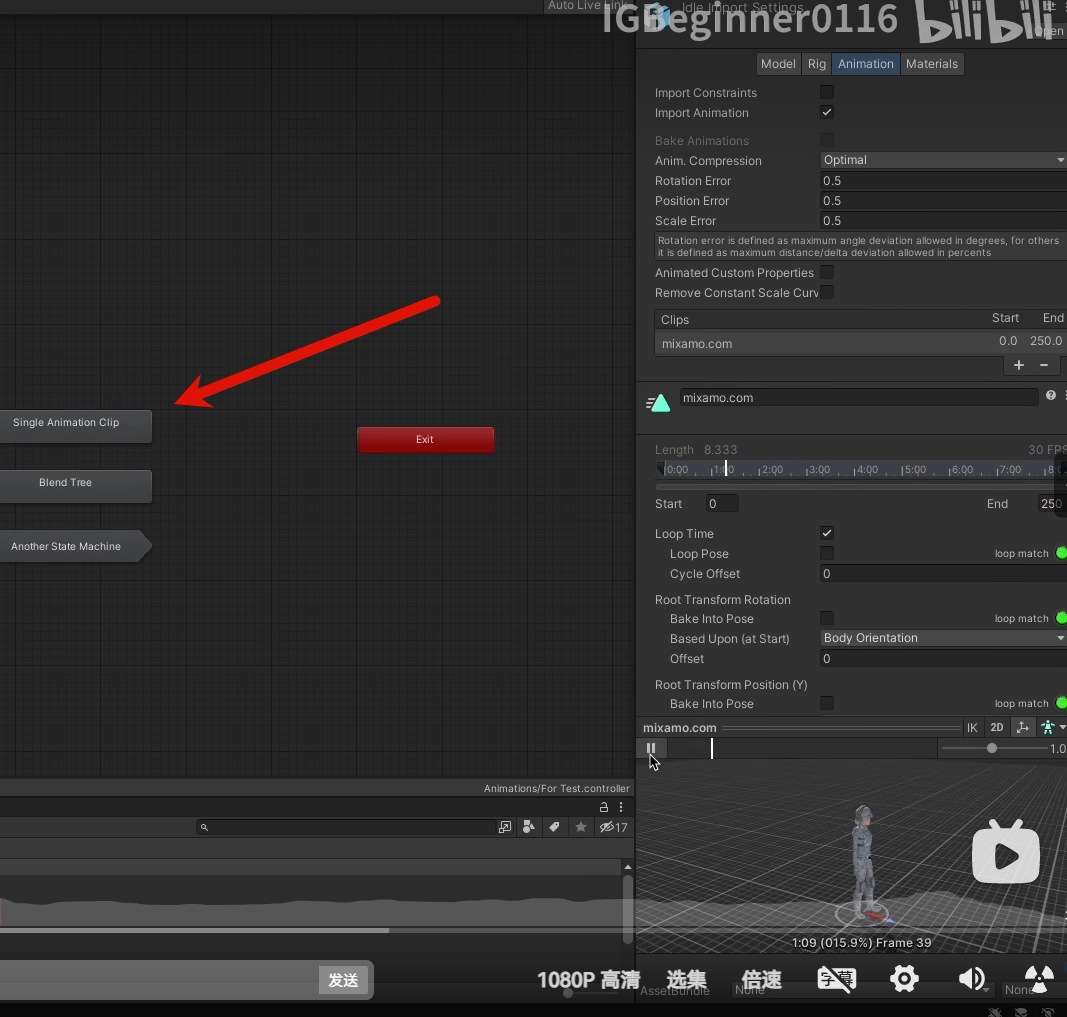 Auto Live Link
IGBeginner0116 bilibili
Idle Import Settings
Open
Model Rig Animation Materials
Import Constraints
Import Animation
Bake Animations
Anim. Compression Optimal
Rotation Error 0.5
Position Error 0.5
Scale Error 0.5
Rotation error is defined as maximum angle deviation allowed in degrees, for others
it is defined as maximum distance/delta deviation allowed in percents
Animated Custom Properties
Remove Constant Scale Curv
Clips Start End
mixamo.com 0.0 250.0
+ −
mixamo.com
Single Animation Clip
Exit
Blend Tree
Another State Machine
Length 8.333 30 FPS
0:00 1:00 2:00 3:00 4:00 5:00 6:00 7:00 8:0
Start 0 End 250
Loop Time
Loop Pose loop match
Cycle Offset 0
Root Transform Rotation
Bake Into Pose loop match
Based Upon (at Start) Body Orientation
Offset 0
Root Transform Position (Y)
Bake Into Pose loop match
mixamo.com IK 2D
1.0
Animations/For Test.controller
17
1:09 (015.9%) Frame 39
发送
1080P 高清 选集 倍速 字幕
AssetBundle None None